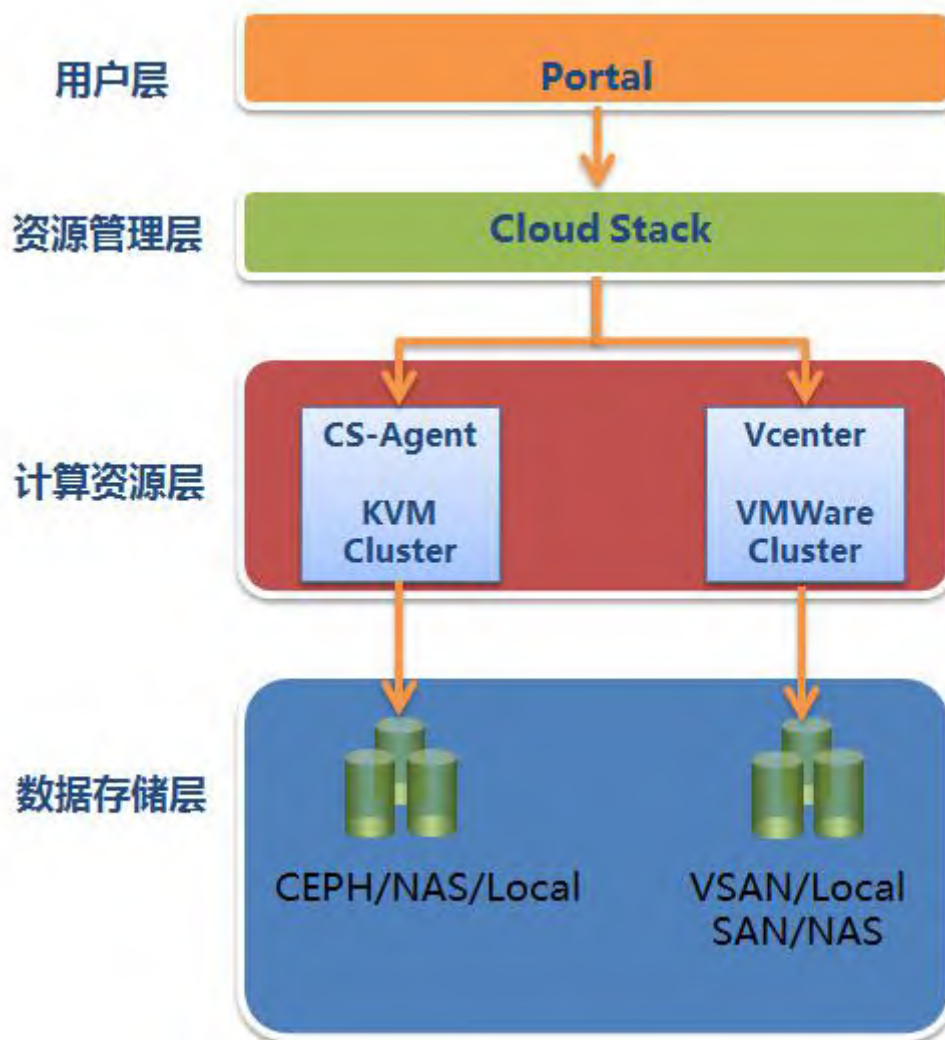 用户层
Portal
资源管理层
Cloud Stack
计算资源层
CS-Agent
KVM
Cluster
Vcenter
VMWare
Cluster
数据存储层
CEPH/NAS/Local
VSAN/Local
SAN/NAS